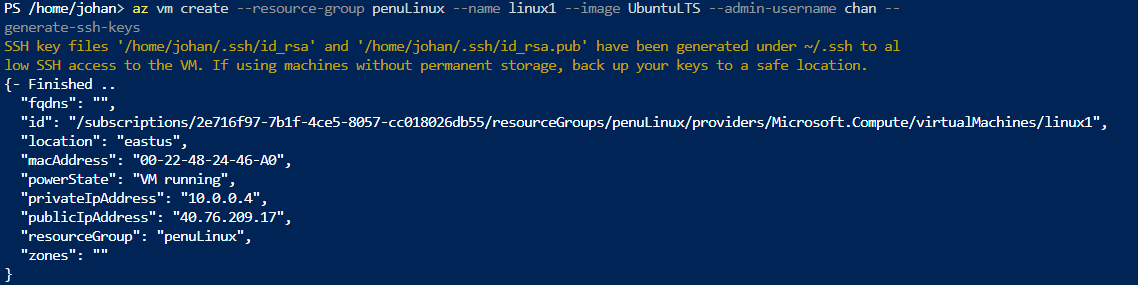 PS /home/johan> az vm create --resource-group penuLinux --name linux1 --image UbuntuLTS --admin-username chan --
generate-ssh-keys
SSH key files '/home/johan/.ssh/id_rsa' and '/home/johan/.ssh/id_rsa.pub' have been generated under ~/.ssh to al
low SSH access to the VM. If using machines without permanent storage, back up your keys to a safe location.
{- Finished ..
  "fqdns": "",
  "id": "/subscriptions/2e716f97-7b1f-4ce5-8057-cc018026db55/resourceGroups/penuLinux/providers/Microsoft.Compute/virtualMachines/linux1",
  "location": "eastus",
  "macAddress": "00-22-48-24-46-A0",
  "powerState": "VM running",
  "privateIpAddress": "10.0.0.4",
  "publicIpAddress": "40.76.209.17",
  "resourceGroup": "penuLinux",
  "zones": ""
}